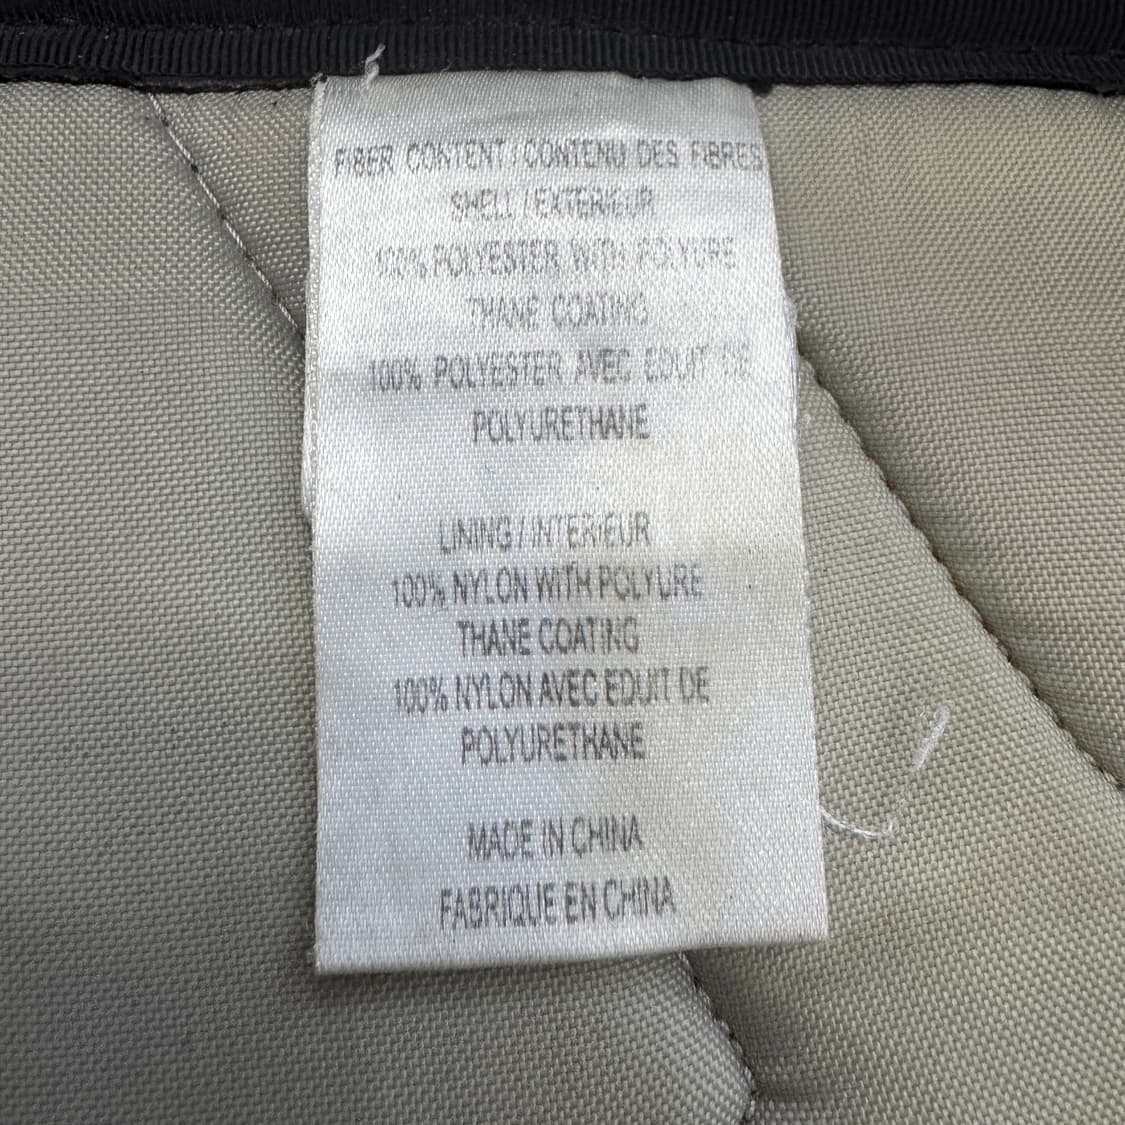 FIBER CONTENT / CONTENU DES FIBRES
SHELL / EXTERIEUR
100% POLYESTER WITH POLYURE
THANE COATING
100% POLYESTER AVEC EDUIT DE
POLYURETHANE
LINING / INTERIEUR
100% NYLON WITH POLYURE
THANE COATING
100% NYLON AVEC EDUIT DE
POLYURETHANE
MADE IN CHINA
FABRIQUE EN CHINA